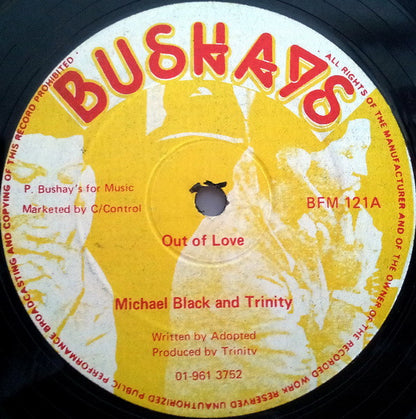 BUSHAYS
P. Bushay's for Music
Marketed by C/Control
BFM 121A
Out of Love
Michael Black and Trinity
Written by Adopted
Produced by Trinity
01-961 3752
ALL RIGHTS OF THE MANUFACTURER AND OF THE OWNER OF THE RECORDED WORK RESERVED UNAUTHORIZED PUBLIC PERFORMANCE BROADCASTING AND COPYING OF THIS RECORD PROHIBITED